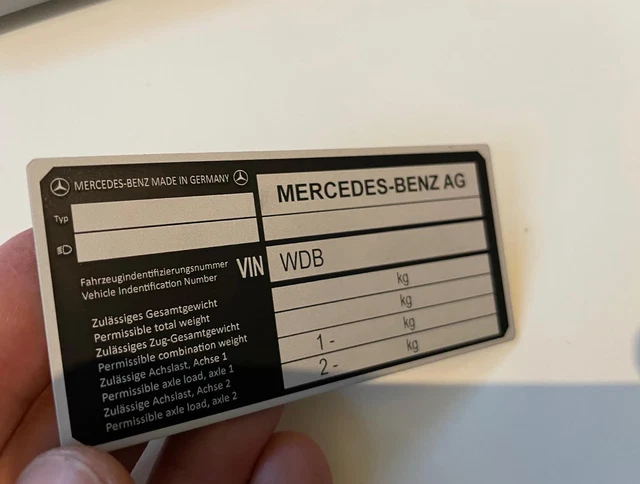 MERCEDES-BENZ MADE IN GERMANY
Typ
MERCEDES-BENZ AG
Fahrzeugindentifizierungsnummer
Vehicle Indentification Number
VIN
WDB
Zulässiges Gesamtgewicht
Permissible total weight
kg
Zulässiges Zug-Gesamtgewicht
Permissible combination weight
kg
Zulässige Achslast, Achse 1
Permissible axle load, axle 1
1 - kg
Zulässige Achslast, Achse 2
Permissible axle load, axle 2
2 - kg